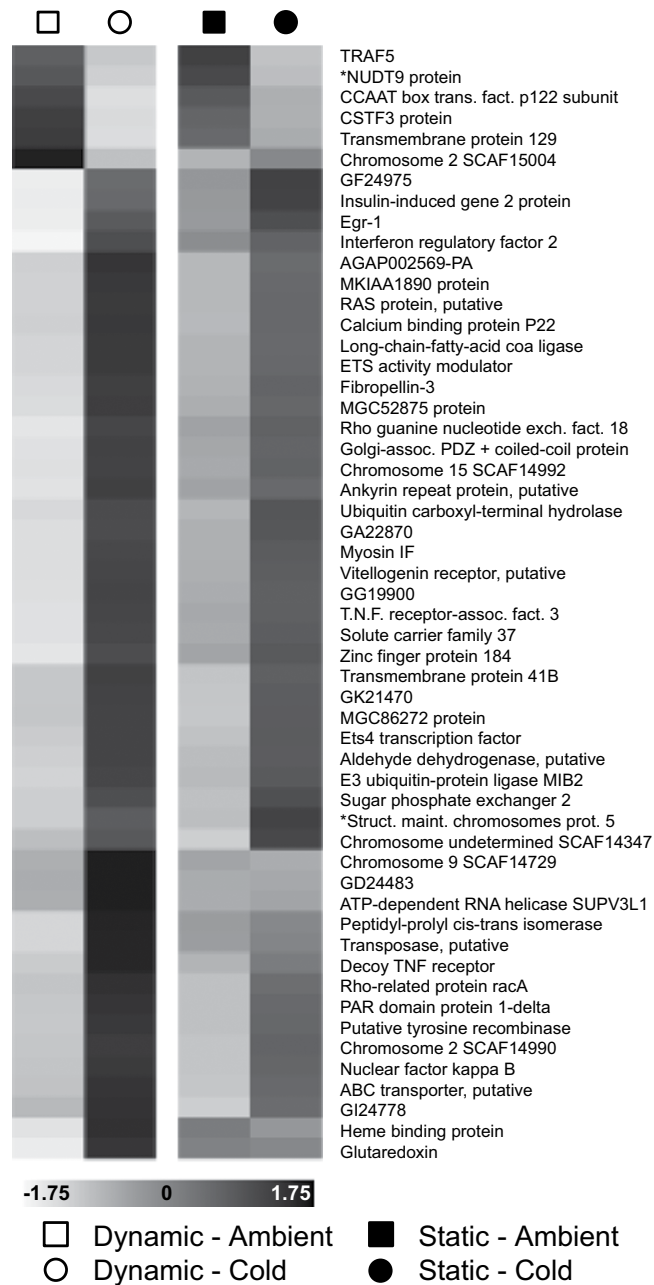 TRAF5
*NUDT9 protein
CCAAT box trans. fact. p122 subunit
CSTF3 protein
Transmembrane protein 129
Chromosome 2 SCAF15004
GF24975
Insulin-induced gene 2 protein
Egr-1
Interferon regulatory factor 2
AGAP002569-PA
MKIAA1890 protein
RAS protein, putative
Calcium binding protein P22
Long-chain-fatty-acid coa ligase
ETS activity modulator
Fibropellin-3
MGC52875 protein
Rho guanine nucleotide exch. fact. 18
Golgi-assoc. PDZ + coiled-coil protein
Chromosome 15 SCAF14992
Ankyrin repeat protein, putative
Ubiquitin carboxyl-terminal hydrolase
GA22870
Myosin IF
Vitellogenin receptor, putative
GG19900
T.N.F. receptor-assoc. fact. 3
Solute carrier family 37
Zinc finger protein 184
Transmembrane protein 41B
GK21470
MGC86272 protein
Ets4 transcription factor
Aldehyde dehydrogenase, putative
E3 ubiquitin-protein ligase MIB2
Sugar phosphate exchanger 2
*Struct. maint. chromosomes prot. 5
Chromosome undetermined SCAF14347
Chromosome 9 SCAF14729
GD24483
ATP-dependent RNA helicase SUPV3L1
Peptidyl-prolyl cis-trans isomerase
Transposase, putative
Decoy TNF receptor
Rho-related protein racA
PAR domain protein 1-delta
Putative tyrosine recombinase
Chromosome 2 SCAF14990
Nuclear factor kappa B
ABC transporter, putative
GI24778
Heme binding protein
Glutaredoxin
-1.75 0 1.75
Dynamic - Ambient Static - Ambient
Dynamic - Cold Static - Cold